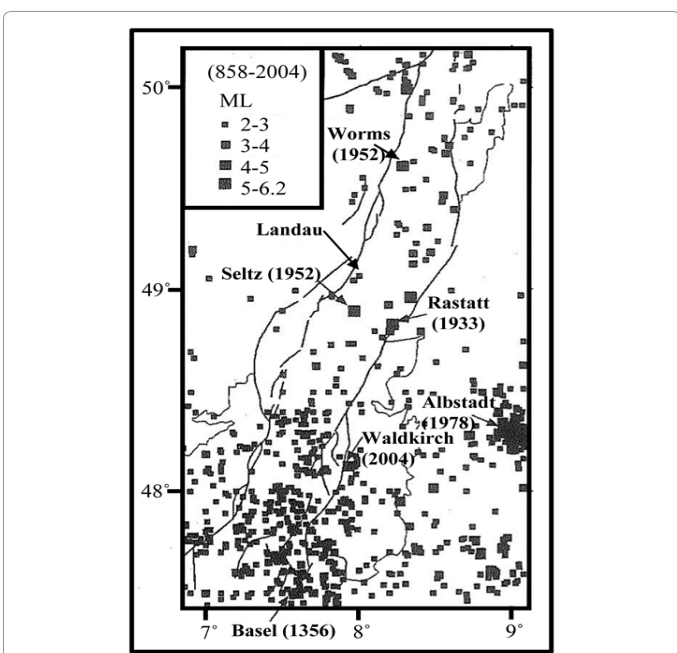 (858-2004)
ML
2-3
3-4
4-5
5-6.2
50°
Worms
(1952)
Landau
Seltz (1952)
49°
Rastatt
(1933)
Albstadt
(1978)
Waldkirch
(2004)
48°
7°
8°
9°
Basel (1356)